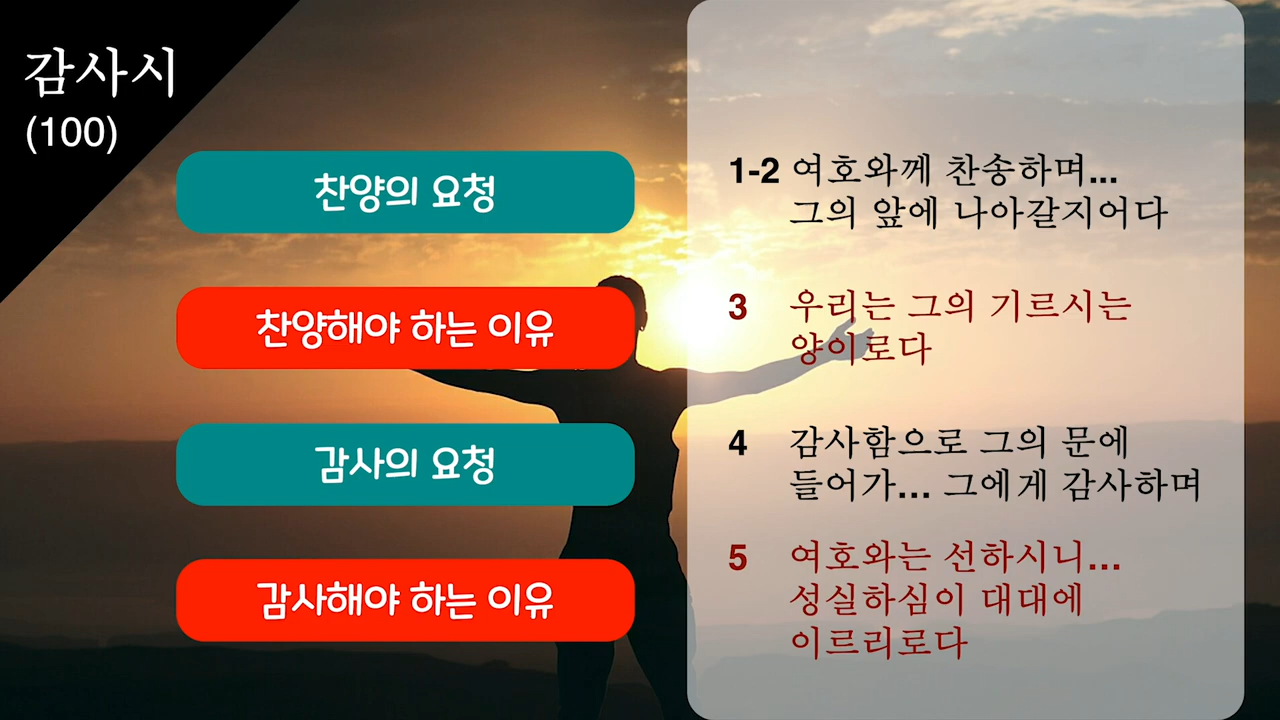 감사시
(100)
찬양의 요청
찬양해야 하는 이유
감사의 요청
감사해야 하는 이유
1-2 여호와께 찬송하며...
그의 앞에 나아갈지어다
3 우리는 그의 기르시는
양이로다
4 감사함으로 그의 문에
들어가... 그에게 감사하며
5 여호와는 선하시니...
성실하심이 대대에
이르리로다